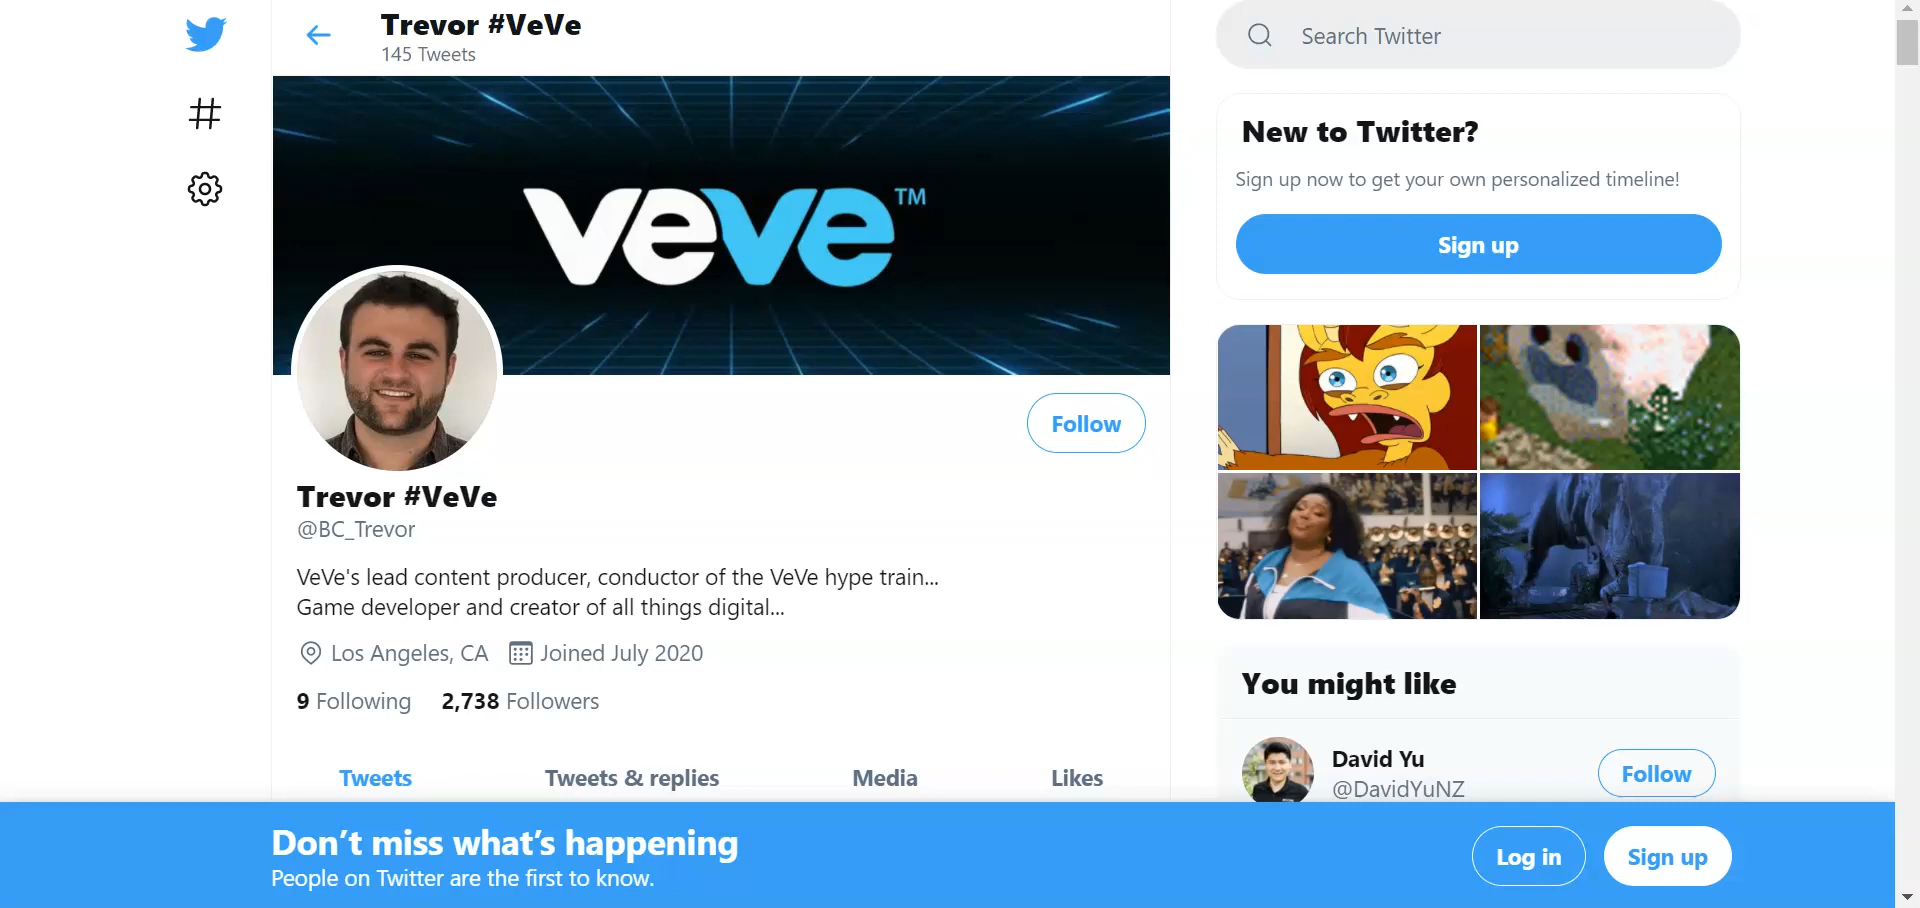 Trevor #VeVe
145 Tweets
Search Twitter
veve™
New to Twitter?
Sign up now to get your own personalized timeline!
Sign up
Follow
Trevor #VeVe
@BC_Trevor
VeVe's lead content producer, conductor of the VeVe hype train...
Game developer and creator of all things digital...
Los Angeles, CA Joined July 2020
9 Following 2,738 Followers
Tweets Tweets & replies Media Likes
You might like
David Yu
@DavidYuNZ
Follow
Don’t miss what’s happening
People on Twitter are the first to know.
Log in Sign up